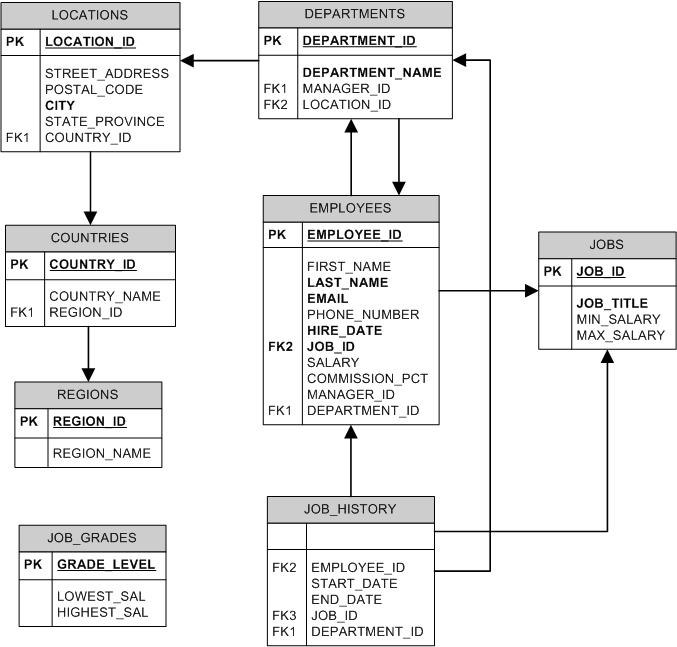 LOCATIONS
PK LOCATION_ID
STREET_ADDRESS
POSTAL_CODE
CITY
STATE_PROVINCE
FK1 COUNTRY_ID
DEPARTMENTS
PK DEPARTMENT_ID
DEPARTMENT_NAME
FK1 MANAGER_ID
FK2 LOCATION_ID
COUNTRIES
PK COUNTRY_ID
COUNTRY_NAME
FK1 REGION_ID
EMPLOYEES
PK EMPLOYEE_ID
FIRST_NAME
LAST_NAME
EMAIL
PHONE_NUMBER
HIRE_DATE
FK2 JOB_ID
SALARY
COMMISSION_PCT
MANAGER_ID
FK1 DEPARTMENT_ID
JOBS
PK JOB_ID
JOB_TITLE
MIN_SALARY
MAX_SALARY
REGIONS
PK REGION_ID
REGION_NAME
JOB_HISTORY
FK2 EMPLOYEE_ID
START_DATE
END_DATE
FK3 JOB_ID
FK1 DEPARTMENT_ID
JOB_GRADES
PK GRADE_LEVEL
LOWEST_SAL
HIGHEST_SAL